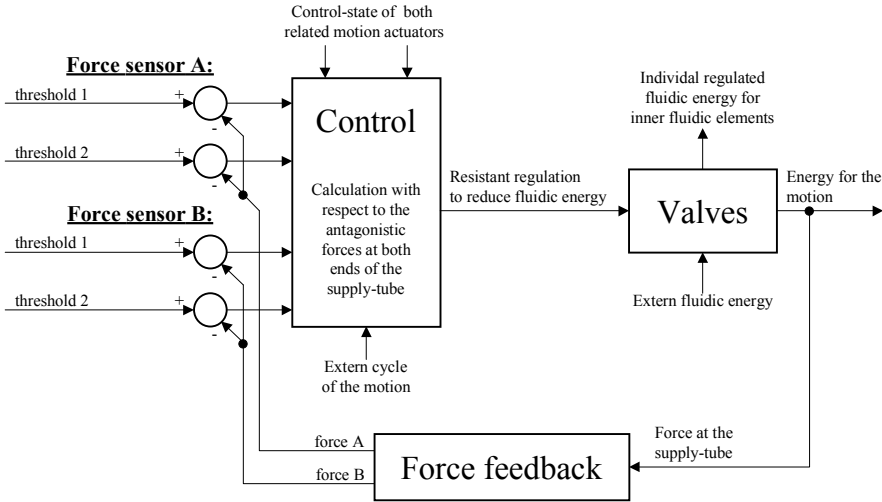 Control-state of both
related motion actuators
Force sensor A:
threshold 1
+
-
threshold 2
+
-
Force sensor B:
threshold 1
+
-
threshold 2
+
-
Control
Calculation with
respect to the
antagonistic
forces at both
ends of the
supply-tube
Extern cycle
of the motion
Resistant regulation
to reduce fluidic energy
Individal regulated
fluidic energy for
inner fluidic elements
Valves
Energy for the
motion
Extern fluidic energy
Force at the
supply-tube
force A
force B
Force feedback